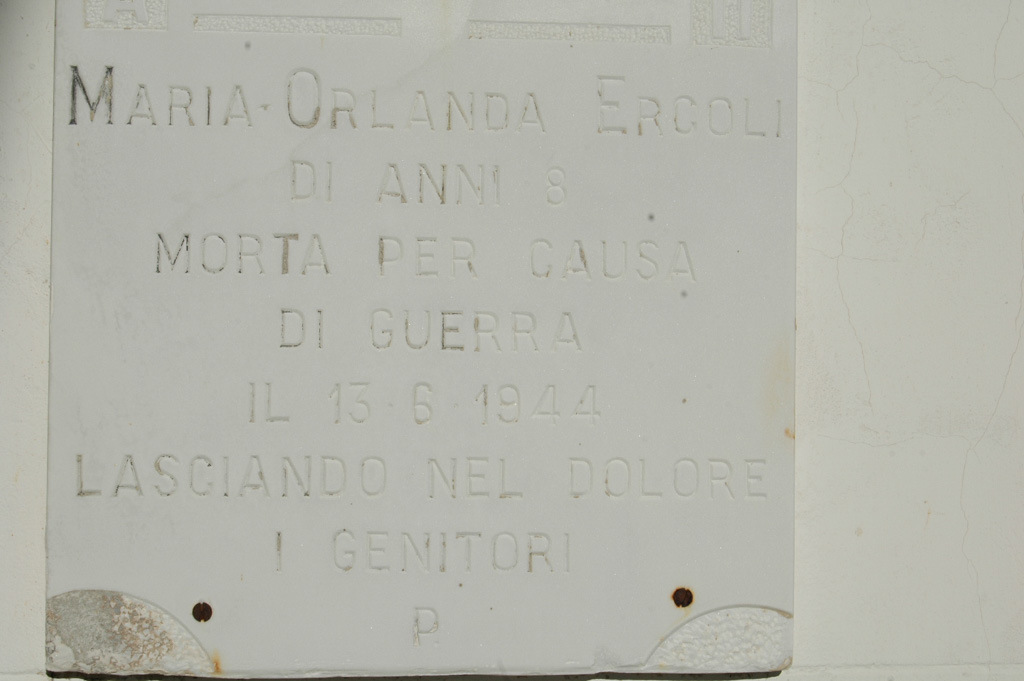 MARIA-ORLANDA ERCOLI
DI ANNI 8
MORTA PER CAUSA
DI GUERRA
IL 13·6·1944
LASCIANDO NEL DOLORE
I GENITORI
P.